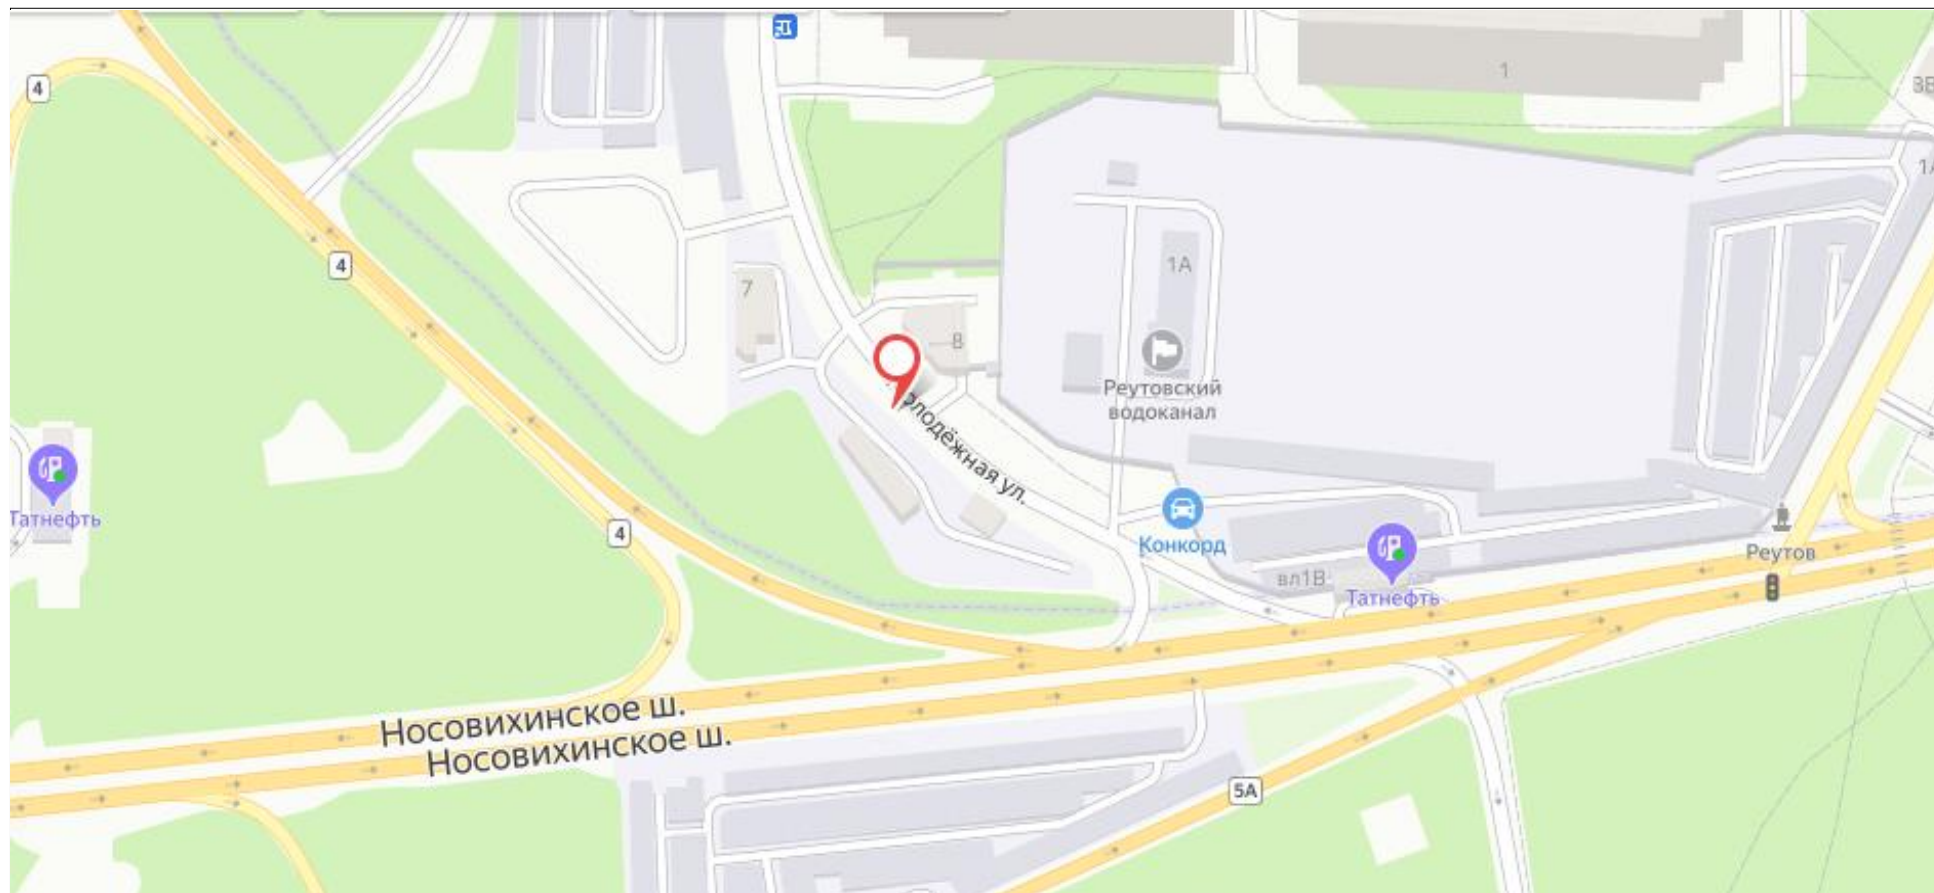 1
3В
4
1А
4
1А
7
8
Реутовский
водоканал
олодёжная ул.
Татнефть
4
Конкорд
Реутов
вл1В
Татнефть
Носовихинское ш.
Носовихинское ш.
5А